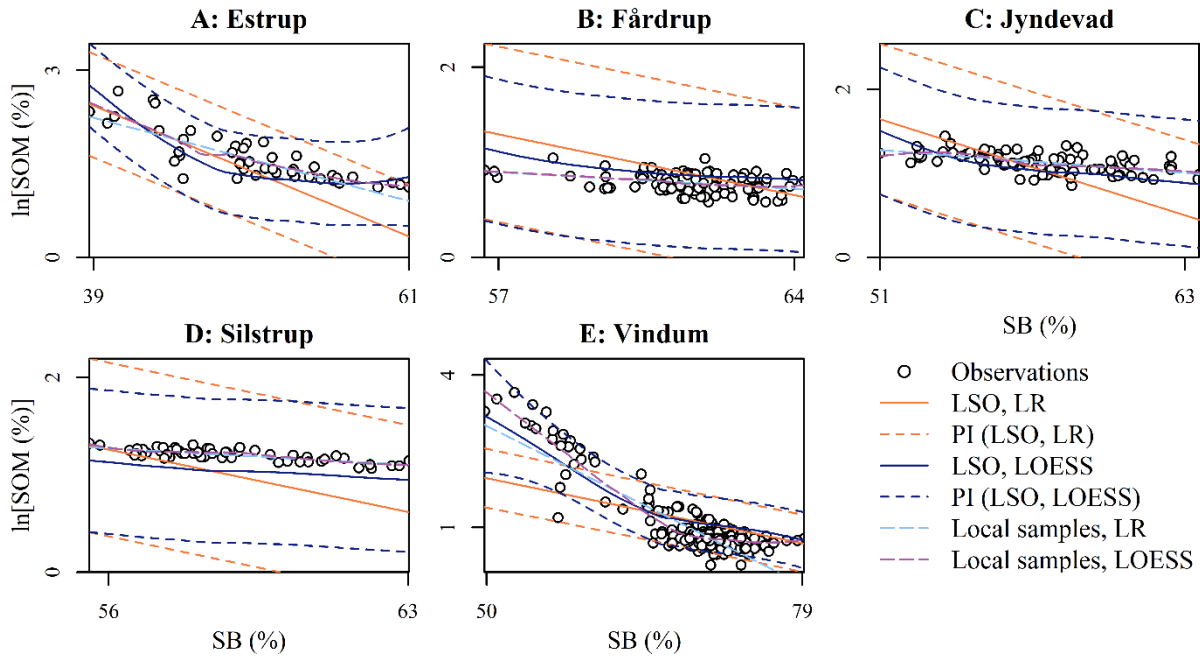 A: Estrup
B: Fårdrup
C: Jyndevad
ln[SOM (%)]
3
0
39
61
2
0
57
64
2
0
51
63
SB (%)
D: Silstrup
E: Vindum
ln[SOM (%)]
2
0
56
63
SB (%)
4
1
50
79
SB (%)
Observations
LSO, LR
PI (LSO, LR)
LSO, LOESS
PI (LSO, LOESS)
Local samples, LR
Local samples, LOESS